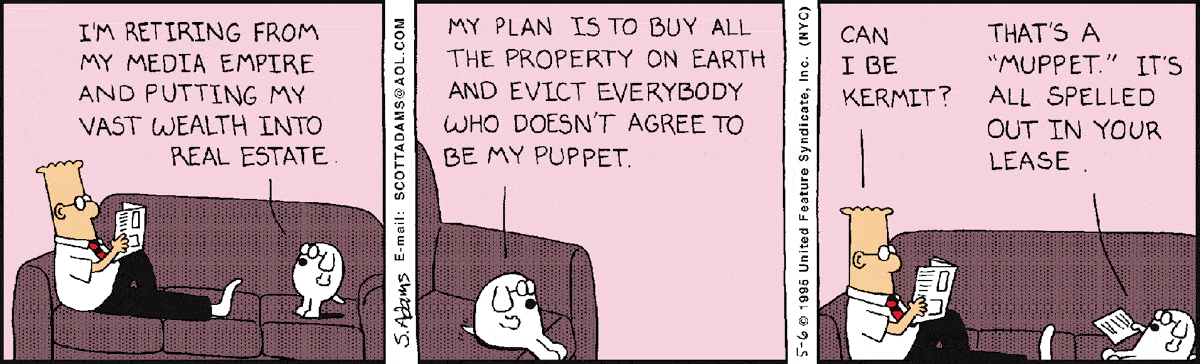 I'M RETIRING FROM
MY MEDIA EMPIRE
AND PUTTING MY
VAST WEALTH INTO
REAL ESTATE.
S. Adams E-mail: SCOTTADAMS@AOL.COM
MY PLAN IS TO BUY ALL
THE PROPERTY ON EARTH
AND EVICT EVERYBODY
WHO DOESN'T AGREE TO
BE MY PUPPET.
5-6 © 1995 United Feature Syndicate, Inc. (NYC)
CAN
I BE
KERMIT?
THAT'S A
"MUPPET." IT'S
ALL SPELLED
OUT IN YOUR
LEASE.